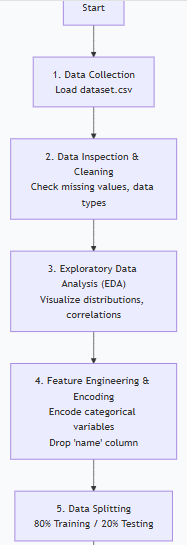 Start
1. Data Collection
Load dataset.csv
2. Data Inspection &
Cleaning
Check missing values, data
types
3. Exploratory Data
Analysis (EDA)
Visualize distributions,
correlations
4. Feature Engineering &
Encoding
Encode categorical
variables
Drop 'name' column
5. Data Splitting
80% Training / 20% Testing